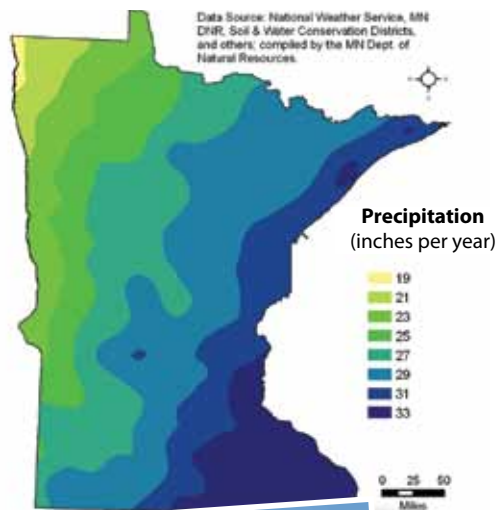 Data Source: National Weather Service, MN
DNR, Soil & Water Conservation Districts,
and others; compiled by the MN Dept. of
Natural Resources.
Precipitation
(inches per year)
19
21
23
25
27
29
31
33
0 25 50
Miles